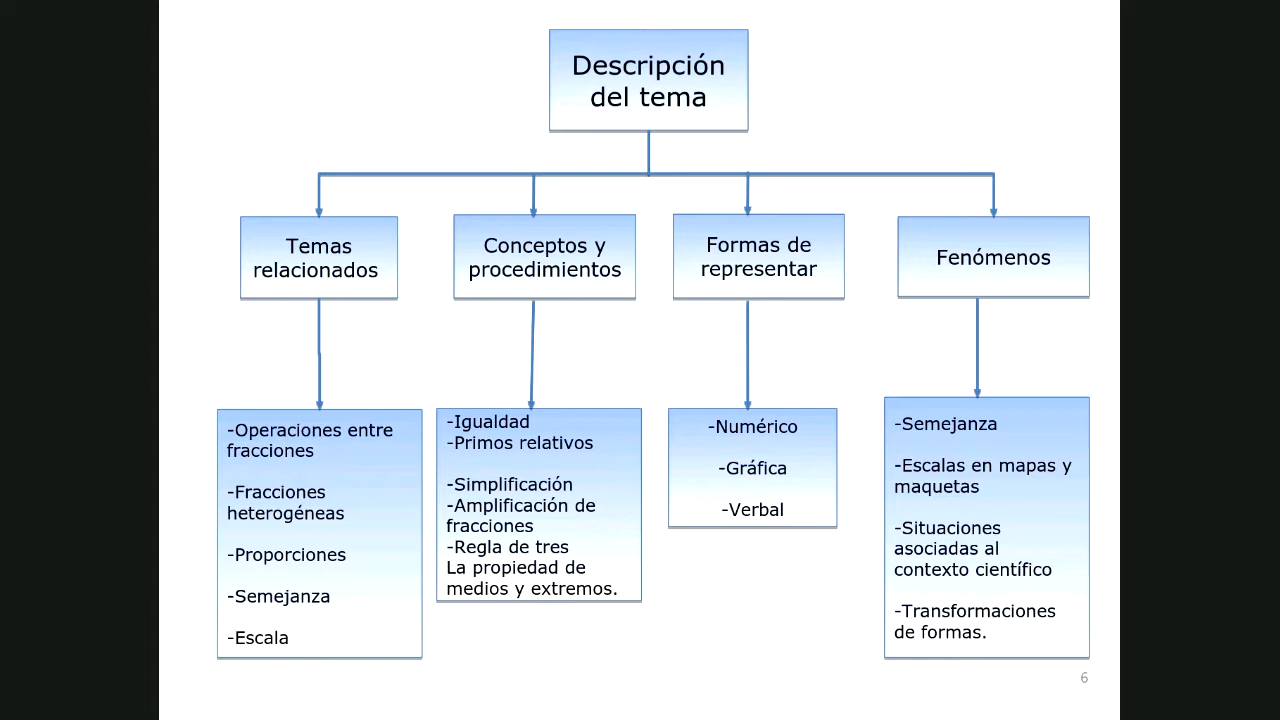 Descripción
del tema
Temas
relacionados
Conceptos y
procedimientos
Formas de
representar
Fenómenos
-Operaciones entre
fracciones
-Fracciones
heterogéneas
-Proporciones
-Semejanza
-Escala
-Igualdad
-Primos relativos
-Simplificación
-Amplificación de
fracciones
-Regla de tres
La propiedad de
medios y extremos.
-Numérico
-Gráfica
-Verbal
-Semejanza
-Escalas en mapas y
maquetas
-Situaciones
asociadas al
contexto científico
-Transformaciones
de formas.
6